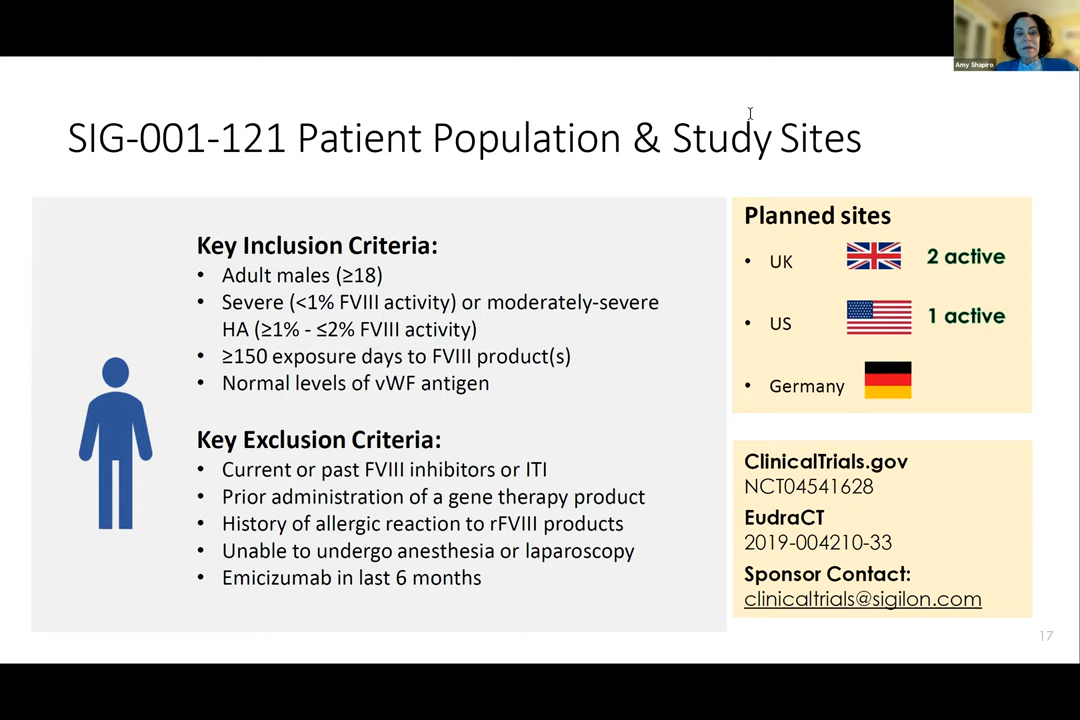 Amy Shapiro
SIG-001-121 Patient Population & Study Sites
Key Inclusion Criteria:
• Adult males (≥18)
• Severe (<1% FVIII activity) or moderately-severe
HA (≥1% - ≤2% FVIII activity)
• ≥150 exposure days to FVIII product(s)
• Normal levels of vWF antigen
Key Exclusion Criteria:
• Current or past FVIII inhibitors or ITI
• Prior administration of a gene therapy product
• History of allergic reaction to rFVIII products
• Unable to undergo anesthesia or laparoscopy
• Emicizumab in last 6 months
Planned sites
• UK 2 active
• US 1 active
• Germany
ClinicalTrials.gov
NCT04541628
EudraCT
2019-004210-33
Sponsor Contact:
clinicaltrials@sigilon.com
17